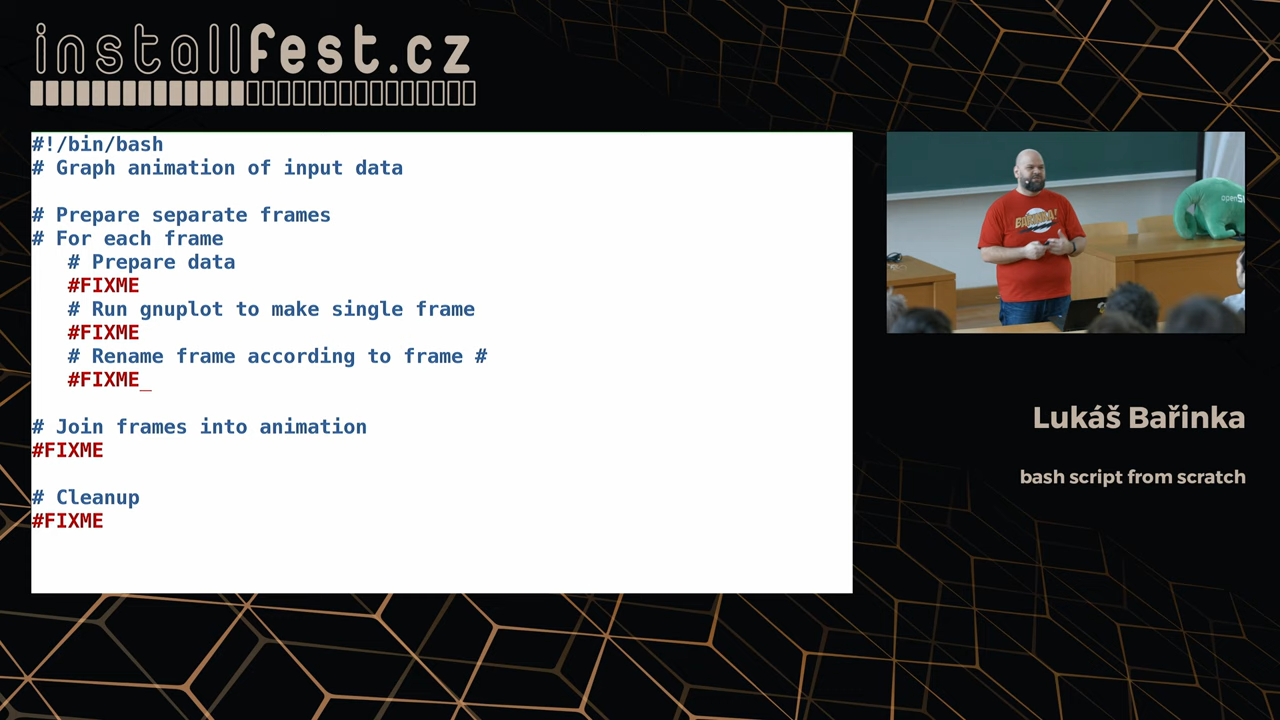 installfest.cz
#!/bin/bash
# Graph animation of input data
# Prepare separate frames
# For each frame
# Prepare data
#FIXME
# Run gnuplot to make single frame
#FIXME
# Rename frame according to frame #
#FIXME_
# Join frames into animation
#FIXME
# Cleanup
#FIXME
Lukáš Bařinka
bash script from scratch